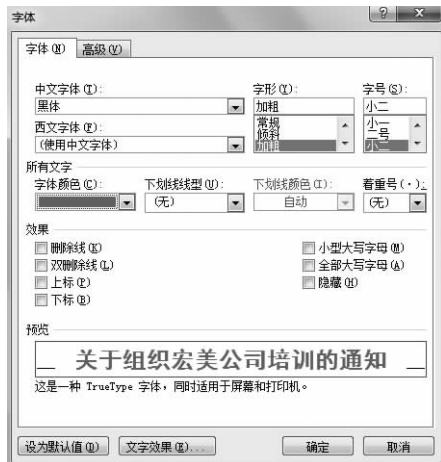 字体
字体(N) 高级(V)
中文字体(T): 字形(Y): 字号(S):
黑体 加粗 小二
西文字体(F): 常规 小一
(使用中文字体) 倾斜 二号
加粗 小二
所有文字
字体颜色(C): 下划线线型(U): 下划线颜色(I): 着重号(·):
(无) 自动 (无)
效果
删除线(K) 小型大写字母(M)
双删除线(L) 全部大写字母(A)
上标(P) 隐藏(H)
下标(B)
预览
关于组织宏美公司培训的通知
这是一种 TrueType 字体，同时适用于屏幕和打印机。
设为默认值(D) 文字效果(E)... 确定 取消